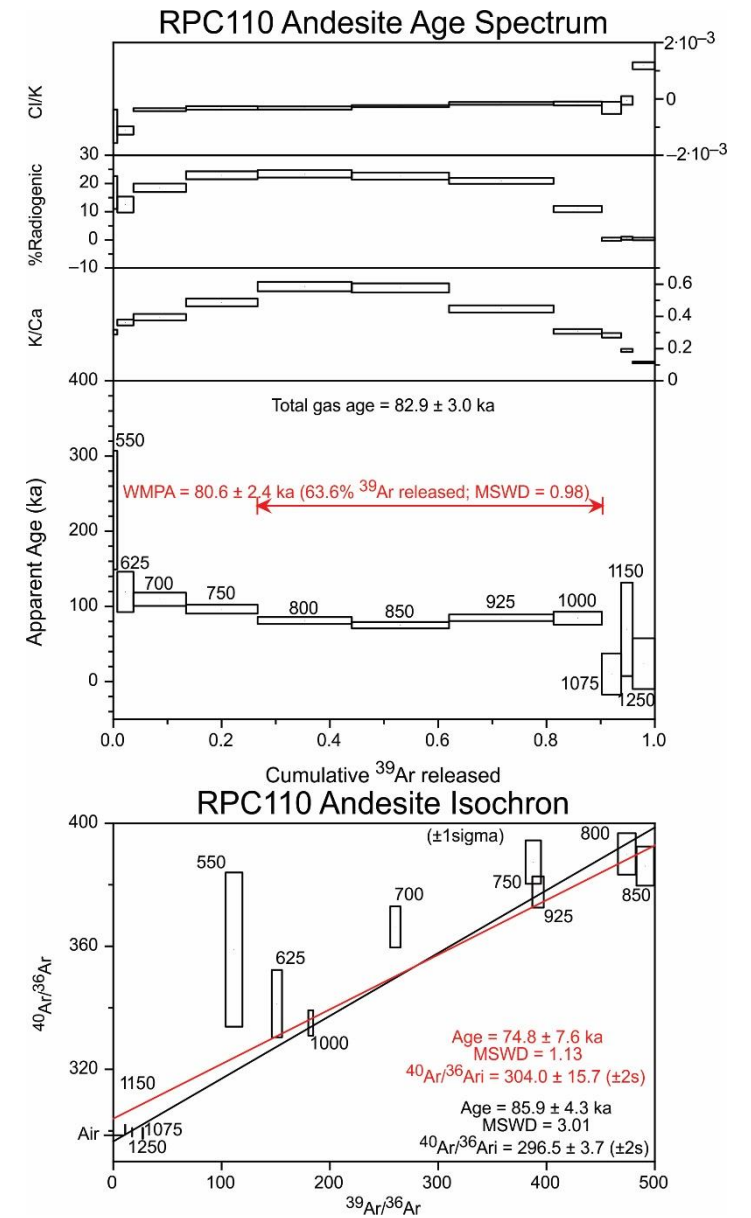 RPC110 Andesite Age Spectrum
Cl/K
2·10⁻³
0
−2·10⁻³
%Radiogenic
30
20
10
0
−10
K/Ca
0.6
0.4
0.2
0
Apparent Age (ka)
400
300
200
100
0
Total gas age = 82.9 ± 3.0 ka
550
WMPA = 80.6 ± 2.4 ka (63.6% ³⁹Ar released; MSWD = 0.98)
625
700
750
800
850
925
1000
1150
1075
1250
0.0 0.2 0.4 0.6 0.8 1.0
Cumulative ³⁹Ar released
RPC110 Andesite Isochron
⁴⁰Ar/³⁶Ar
400
360
320
Air
(±1sigma)
800
550
750
850
700
925
625
1000
1150
1075
1250
Age = 74.8 ± 7.6 ka
MSWD = 1.13
⁴⁰Ar/³⁶Ari = 304.0 ± 15.7 (±2s)
Age = 85.9 ± 4.3 ka
MSWD = 3.01
⁴⁰Ar/³⁶Ari = 296.5 ± 3.7 (±2s)
0 100 200 300 400 500
³⁹Ar/³⁶Ar